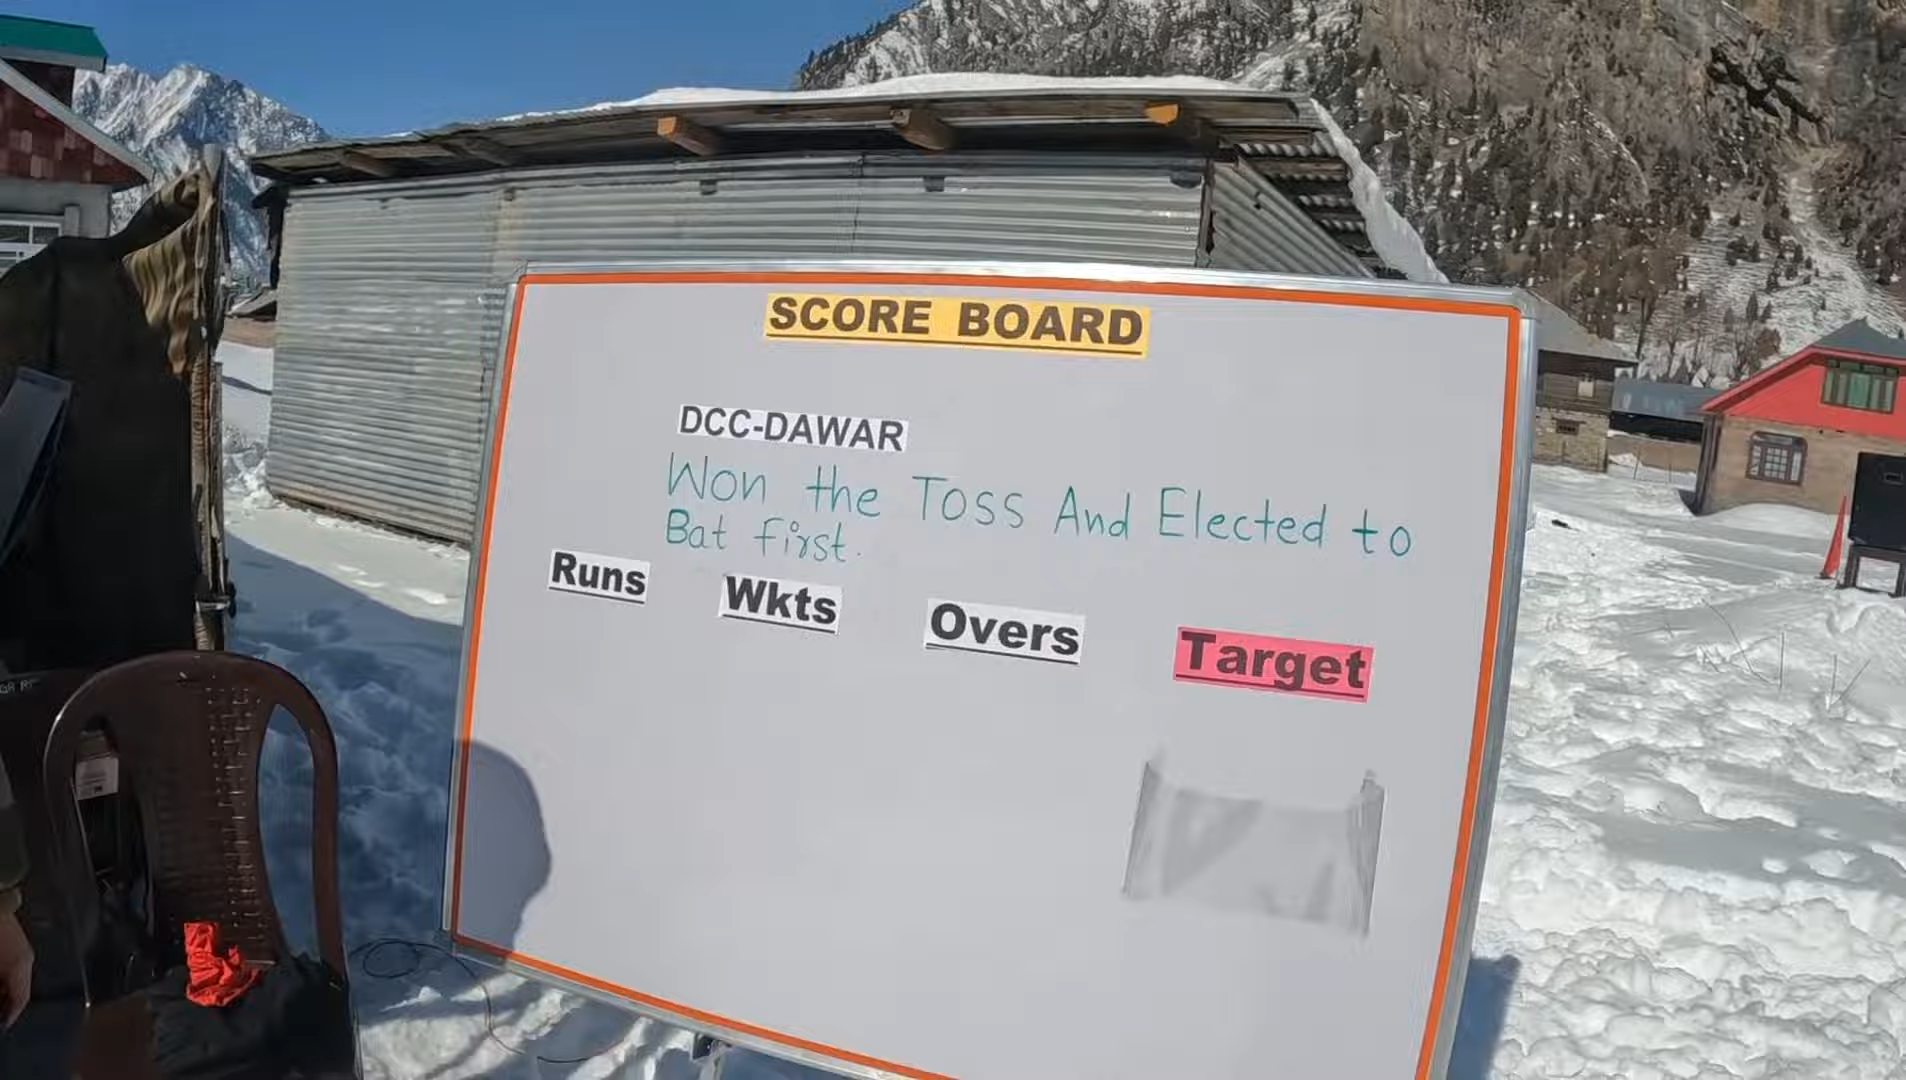 SCORE BOARD
DCC-DAWAR
Won the Toss And Elected to
Bat first.
Runs Wkts Overs Target